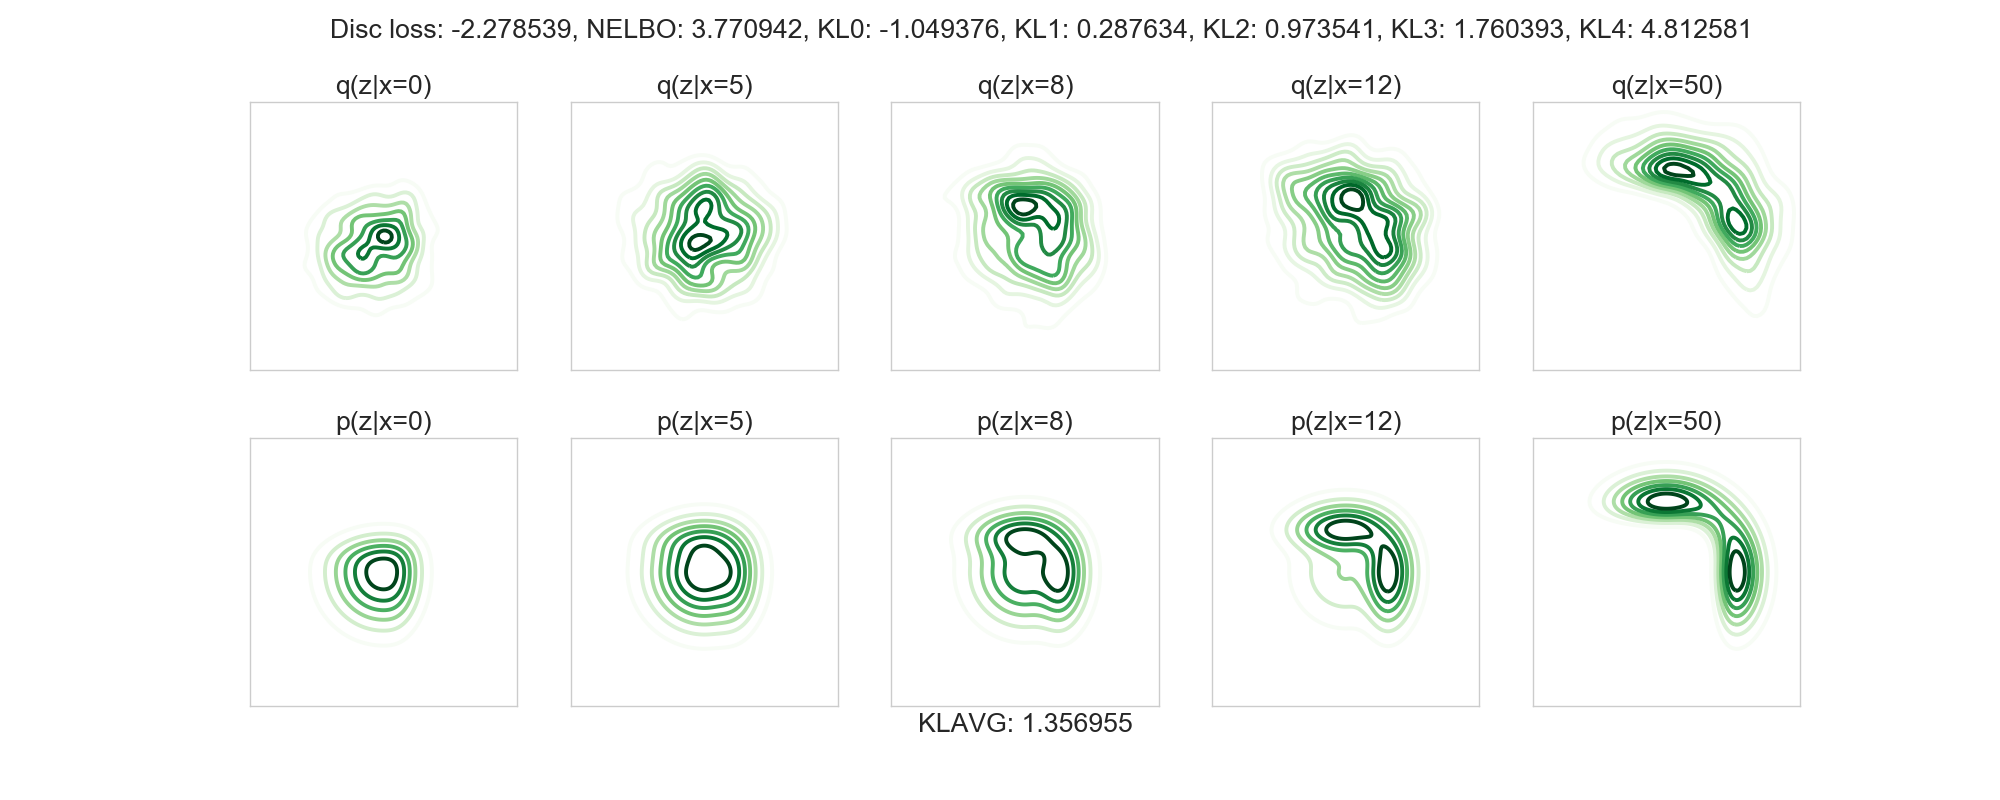 Disc loss: -2.278539, NELBO: 3.770942, KL0: -1.049376, KL1: 0.287634, KL2: 0.973541, KL3: 1.760393, KL4: 4.812581
q(z|x=0) q(z|x=5) q(z|x=8) q(z|x=12) q(z|x=50)
p(z|x=0) p(z|x=5) p(z|x=8) p(z|x=12) p(z|x=50)
KLAVG: 1.356955